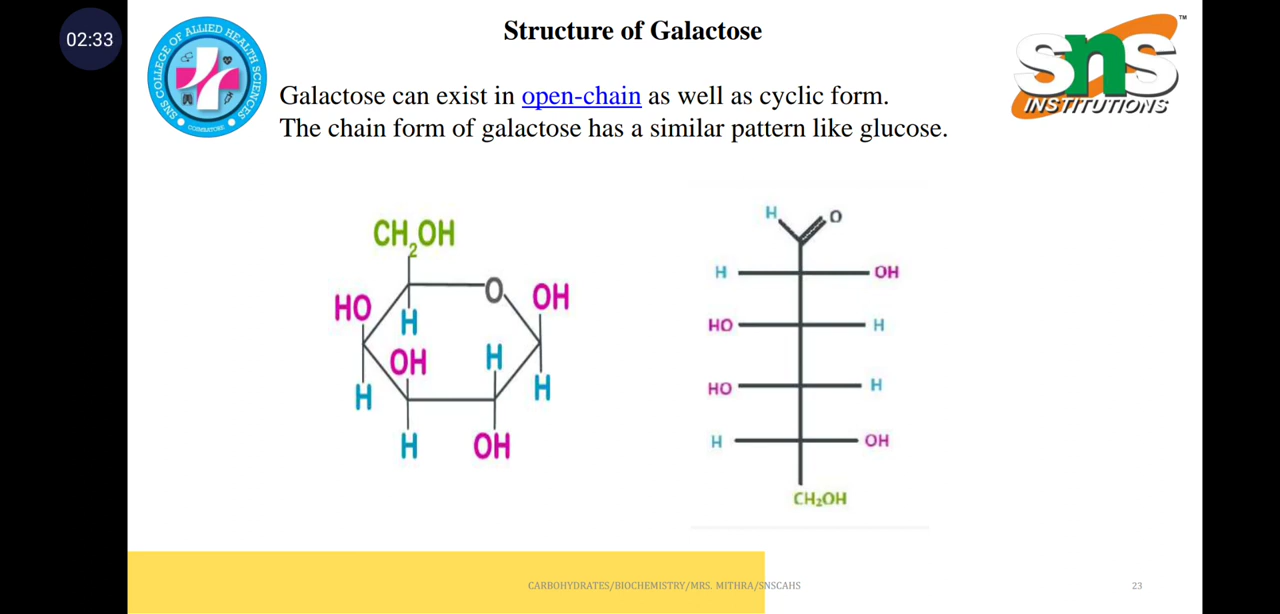 02:33
SNS COLLEGE OF ALLIED HEALTH SCIENCES
COIMBATORE
Structure of Galactose
SNS
INSTITUTIONS
TM
Galactose can exist in open-chain as well as cyclic form.
The chain form of galactose has a similar pattern like glucose.
CH2OH
O
HO
OH
H
OH
H
H
H
H
OH
H O
H OH
HO H
HO H
H OH
CH2OH
CARBOHYDRATES/BIOCHEMISTRY/MRS. MITHRA/SNSCAHS
23